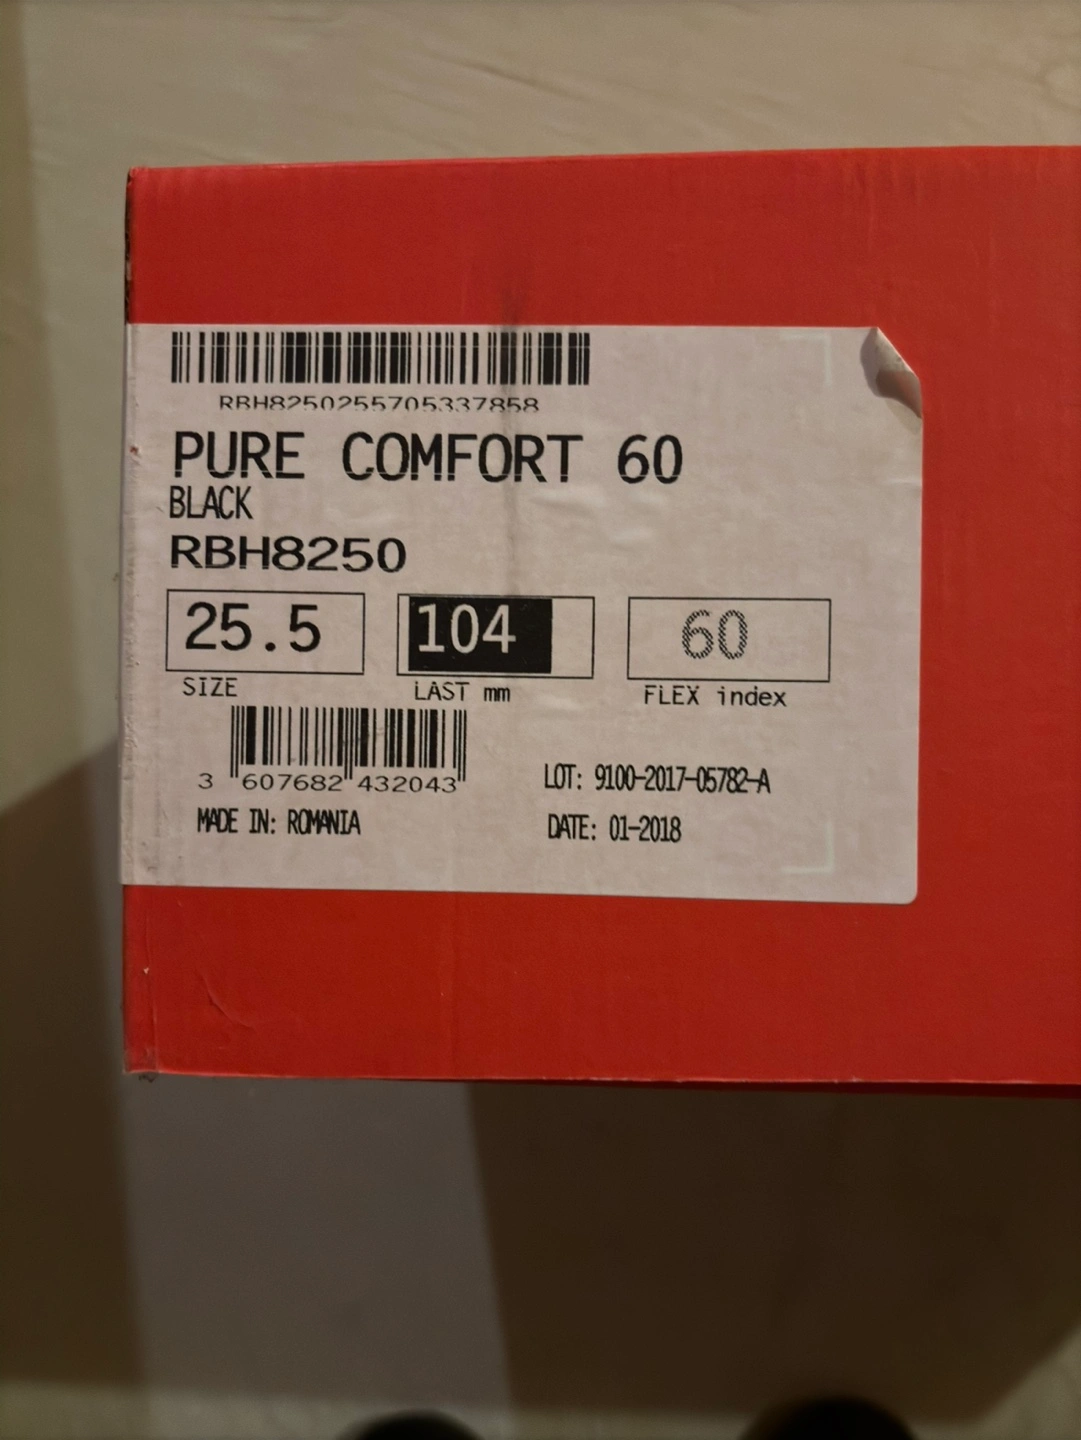 RBH8250255705337858
PURE COMFORT 60
BLACK
RBH8250
25.5 104 60
SIZE LAST mm FLEX index
3 607682 432043
LOT: 9100-2017-05782-A
MADE IN: ROMANIA
DATE: 01-2018